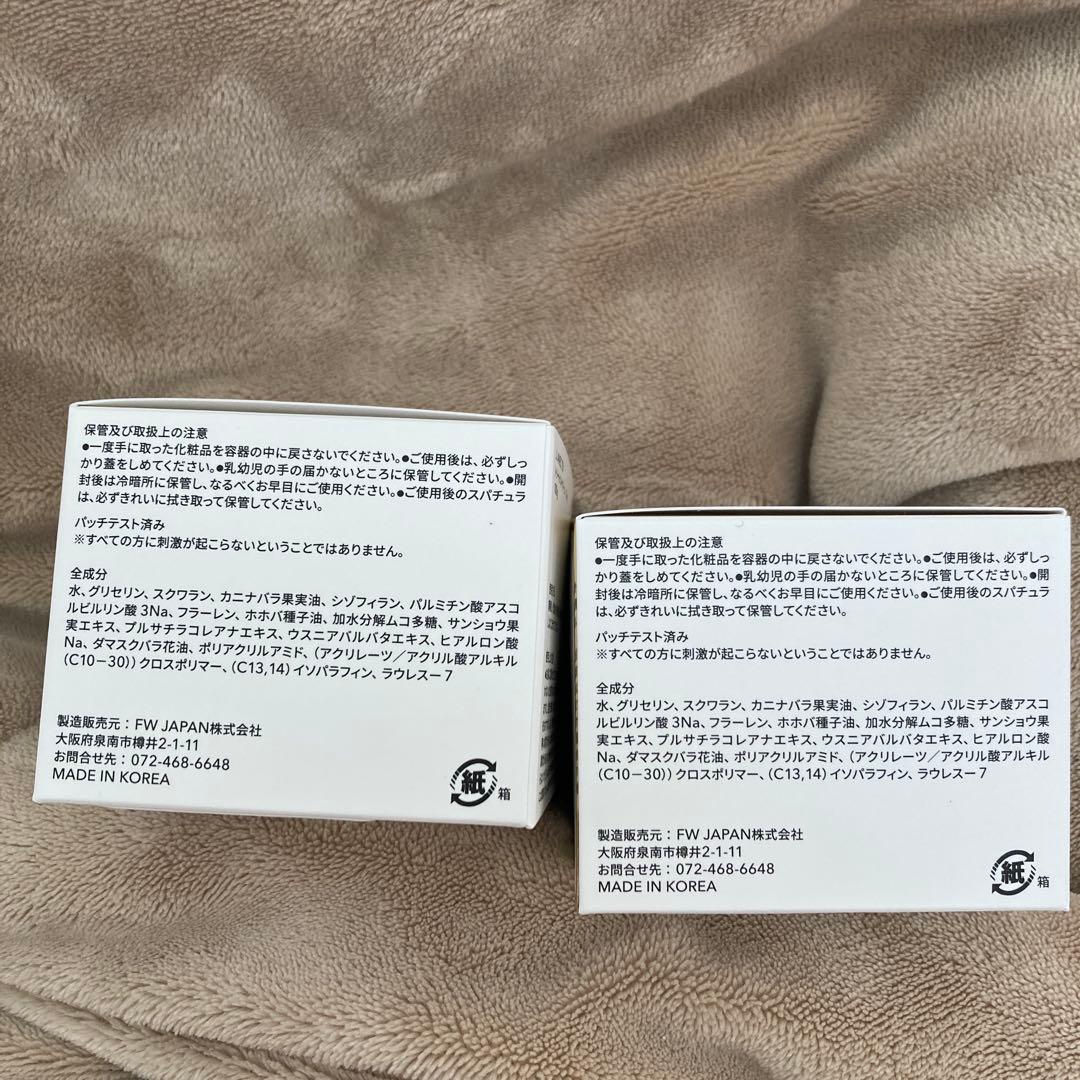 保管及び取扱上の注意
●一度手に取った化粧品を容器の中に戻さないでください。●ご使用後は、必ずしっ
かり蓋をしめてください。●乳幼児の手の届かないところに保管してください。●開
封後は冷暗所に保管し、なるべくお早目にご使用ください。●ご使用後のスパチュラ
は、必ずきれいに拭き取って保管してください。
パッチテスト済み
※すべての方に刺激が起こらないということではありません。
全成分
水、グリセリン、スクワラン、カニナバラ果実油、シゾフィラン、パルミチン酸アスコ
ルビルリン酸 3Na、フラーレン、ホホバ種子油、加水分解ムコ多糖、サンショウ果
実エキス、プルサチラコレアナエキス、ウスニアバルバタエキス、ヒアルロン酸
Na、ダマスクバラ花油、ポリアクリルアミド、（アクリレーツ／アクリル酸アルキル
（C10－30））クロスポリマー、（C13,14）イソパラフィン、ラウレスー7
製造販売元：FW JAPAN株式会社
大阪府泉南市樽井2-1-11
お問合せ先：072-468-6648
MADE IN KOREA
紙
箱
保管及び取扱上の注意
●一度手に取った化粧品を容器の中に戻さないでください。●ご使用後は、必ずしっ
かり蓋をしめてください。●乳幼児の手の届かないところに保管してください。●開
封後は冷暗所に保管し、なるべくお早目にご使用ください。●ご使用後のスパチュラ
は、必ずきれいに拭き取って保管してください。
パッチテスト済み
※すべての方に刺激が起こらないということではありません。
全成分
水、グリセリン、スクワラン、カニナバラ果実油、シゾフィラン、パルミチン酸アスコ
ルビルリン酸 3Na、フラーレン、ホホバ種子油、加水分解ムコ多糖、サンショウ果
実エキス、プルサチラコレアナエキス、ウスニアバルバタエキス、ヒアルロン酸
Na、ダマスクバラ花油、ポリアクリルアミド、（アクリレーツ／アクリル酸アルキル
（C10－30））クロスポリマー、（C13,14）イソパラフィン、ラウレスー7
製造販売元：FW JAPAN株式会社
大阪府泉南市樽井2-1-11
お問合せ先：072-468-6648
MADE IN KOREA
紙
箱